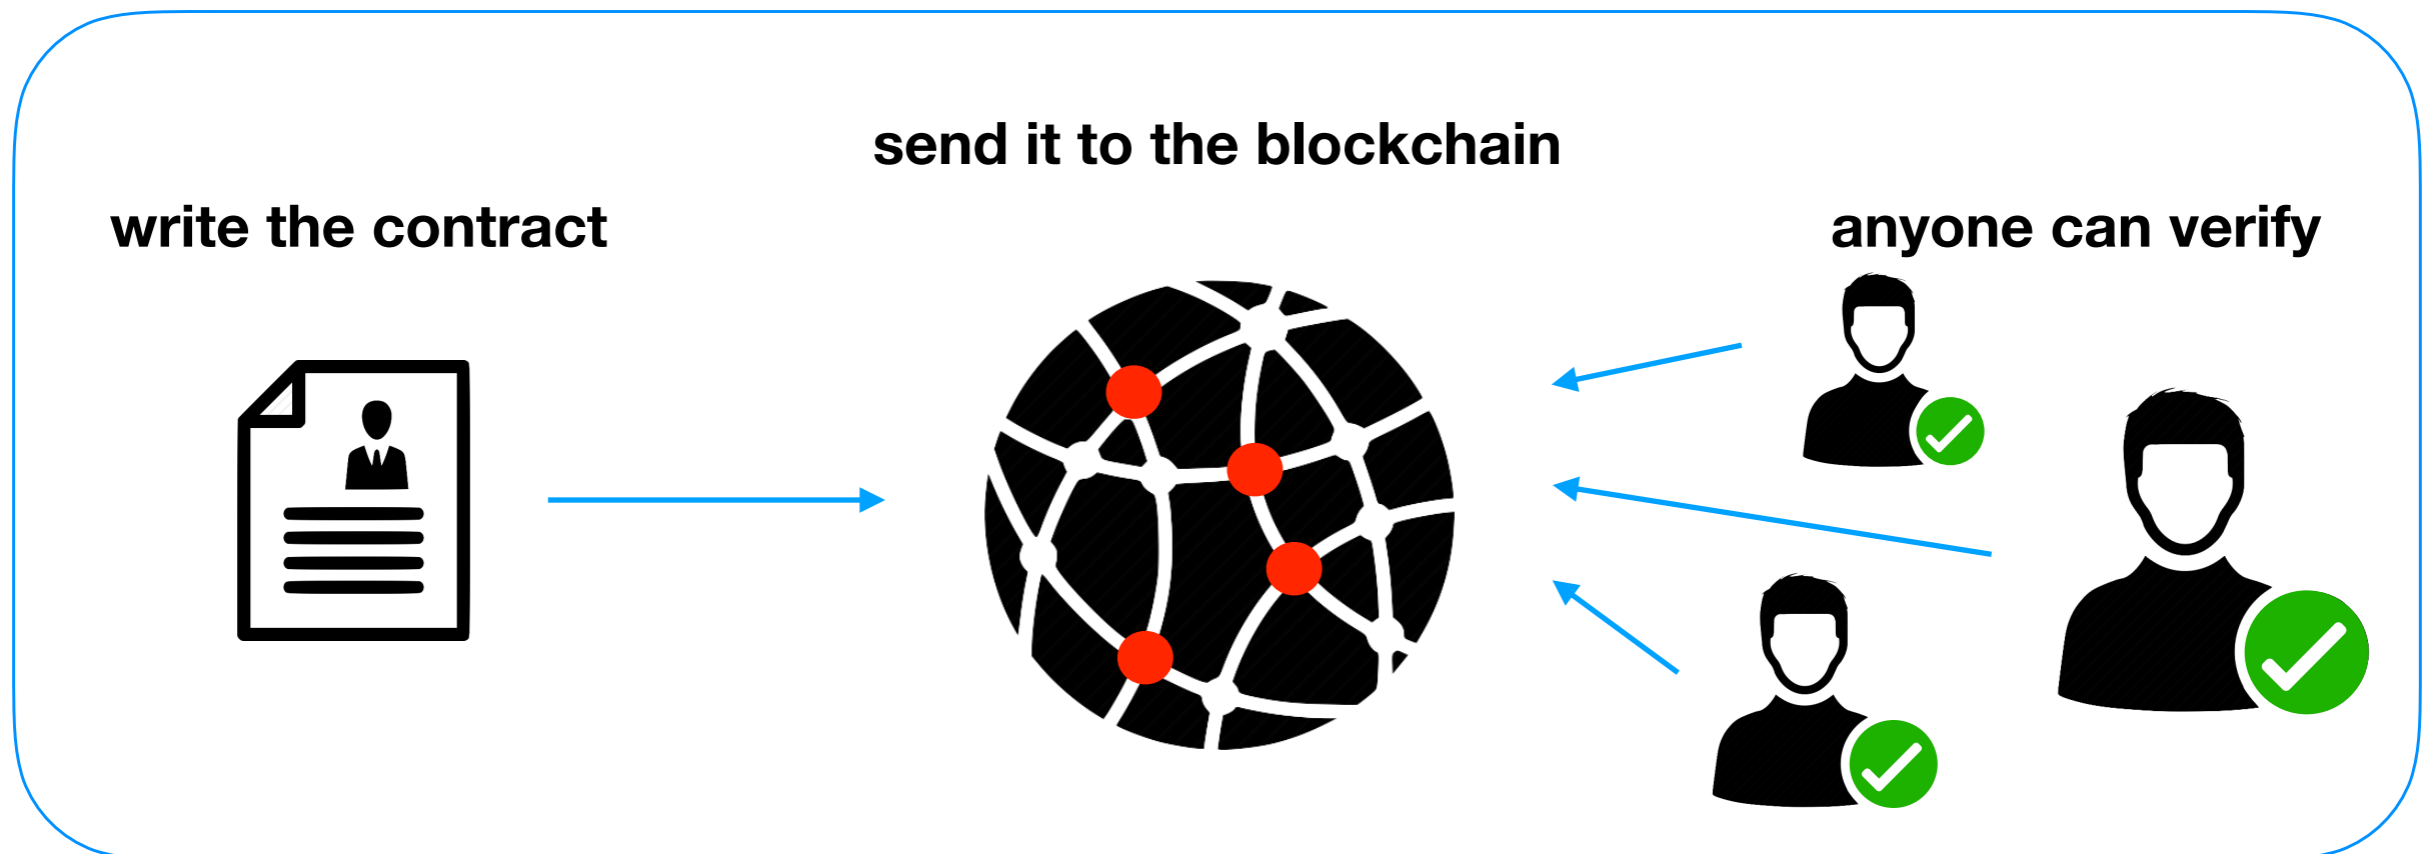 send it to the blockchain
write the contract
anyone can verify